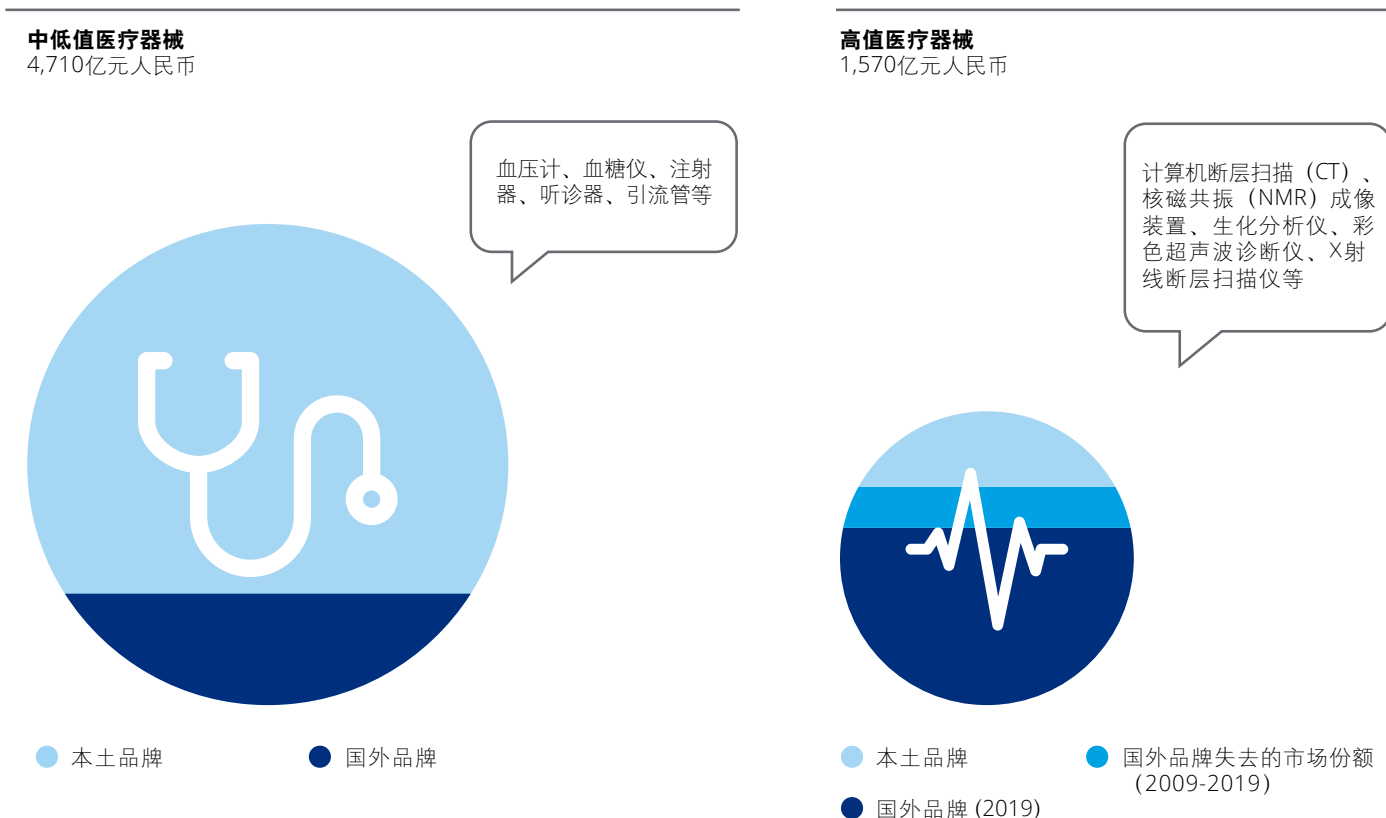 中低值医疗器械
4,710亿元人民币
血压计、血糖仪、注射
器、听诊器、引流管等
本土品牌
国外品牌
高值医疗器械
1,570亿元人民币
计算机断层扫描（CT）、
核磁共振（NMR）成像
装置、生化分析仪、彩
色超声波诊断仪、X射
线断层扫描仪等
本土品牌
国外品牌失去的市场份额
（2009-2019）
国外品牌 (2019)